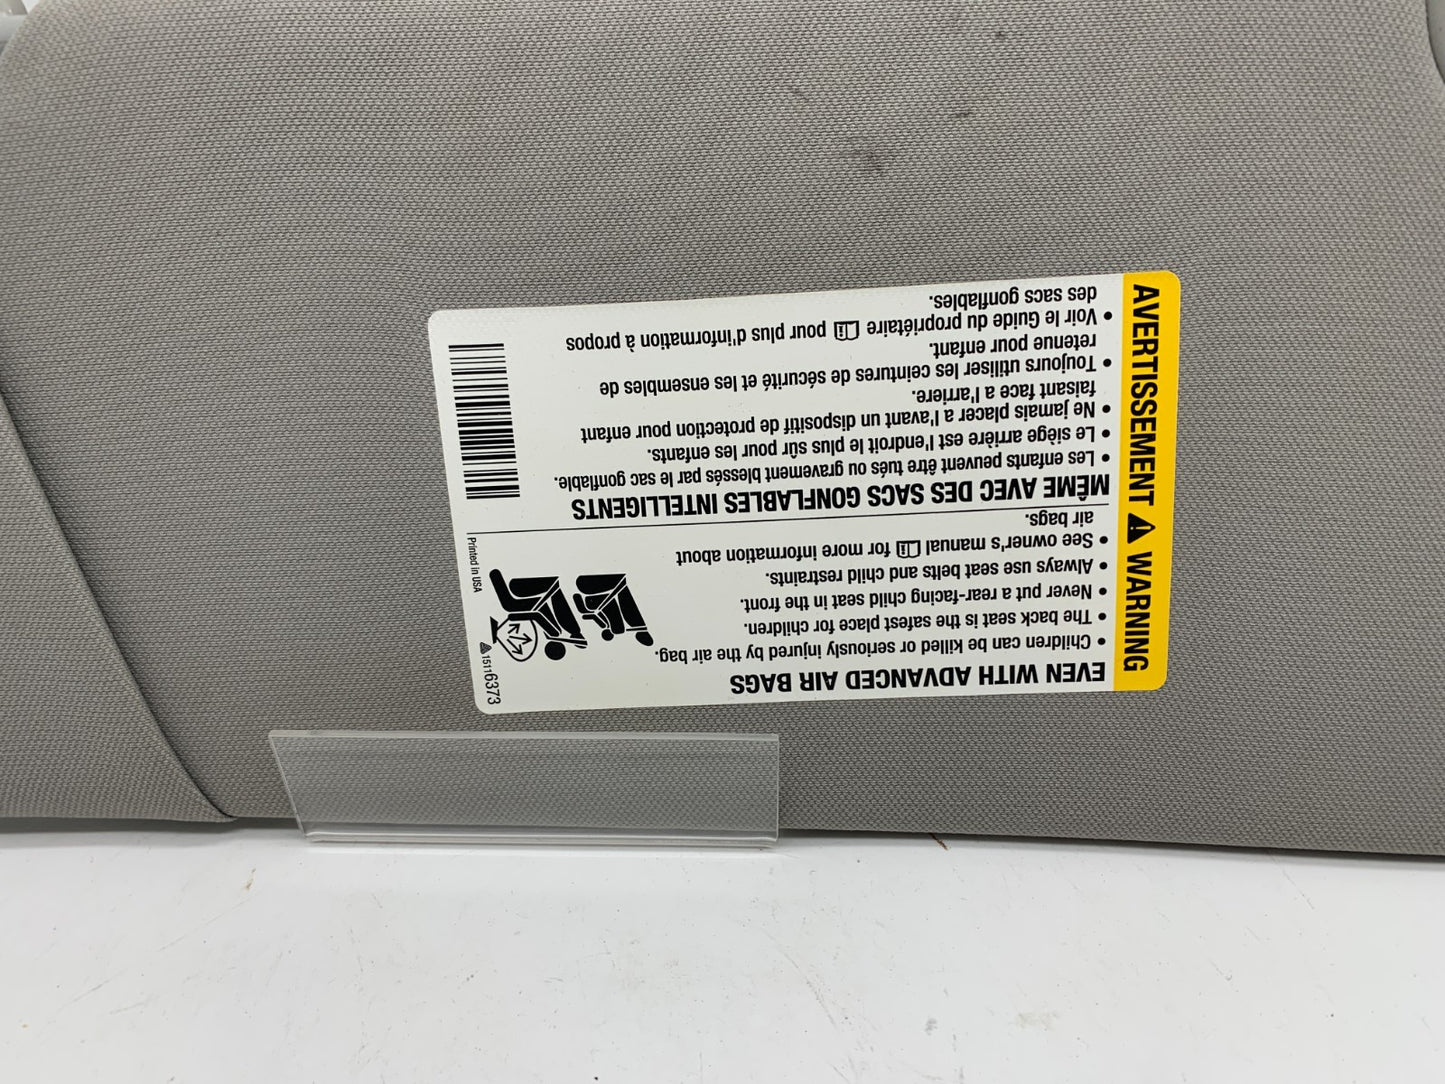 AVERTISSEMENT ⚠ WARNING
EVEN WITH ADVANCED AIR BAGS
• Children can be killed or seriously injured by the air bag.
• The back seat is the safest place for children.
• Never put a rear-facing child seat in the front.
• Always use seat belts and child restraints.
• See owner's manual for more information about
air bags.
MÊME AVEC DES SACS GONFLABLES INTELLIGENTS
• Les enfants peuvent être tués ou gravement blessés par le sac gonflable.
• Le siège arrière est l'endroit le plus sûr pour les enfants.
• Ne jamais placer a l'avant un dispositif de protection pour enfant
faisant face a l'arriere.
• Toujours utiliser les ceintures de sécurité et les ensembles de
retenue pour enfant.
• Voir le Guide du propriétaire pour plus d'information à propos
des sacs gonflables.
Printed in USA
15116373